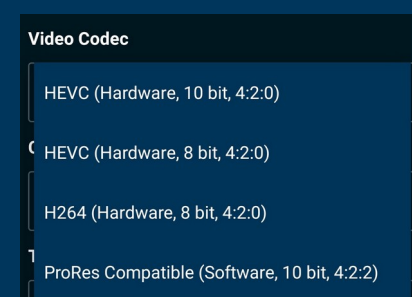 Video Codec
HEVC (Hardware, 10 bit, 4:2:0)
HEVC (Hardware, 8 bit, 4:2:0)
H264 (Hardware, 8 bit, 4:2:0)
ProRes Compatible (Software, 10 bit, 4:2:2)